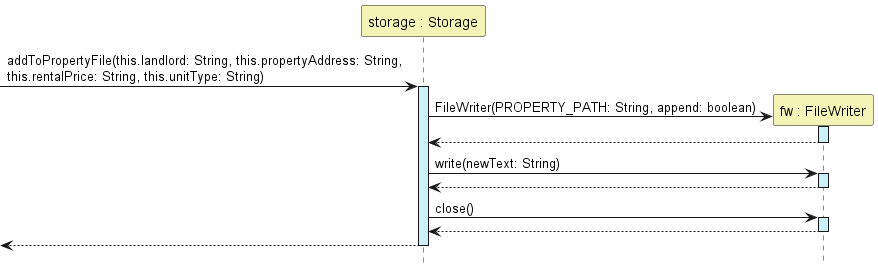 storage : Storage
addToPropertyFile(this.landlord: String, this.propertyAddress: String,
this.rentalPrice: String, this.unitType: String)
FileWriter(PROPERTY_PATH: String, append: boolean)
fw : FileWriter
write(newText: String)
close()